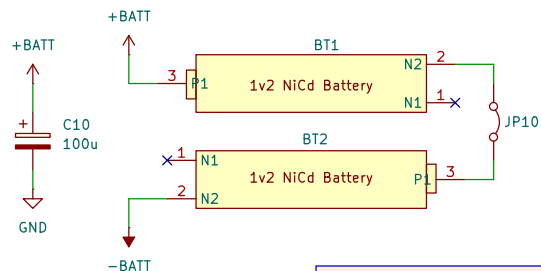 +BATT
+BATT
BT1
N2 2
3 P1
1v2 NiCd Battery
N1 1
+
C10
100u
JP10
BT2
1 N1
1v2 NiCd Battery
P1 3
2 N2
GND
-BATT